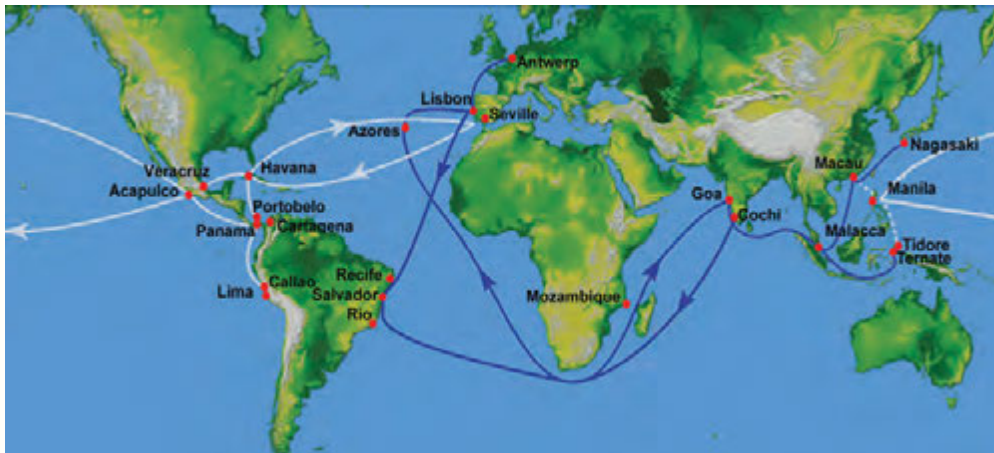 Antwerp
Lisbon
Seville
Azores
Nagasaki
Macau
Veracruz
Havana
Acapulco
Manila
Goa
Cochi
Portobelo
Panama
Cartagena
Malacca
Tidore
Ternate
Recife
Callao
Lima
Salvador
Mozambique
Rio